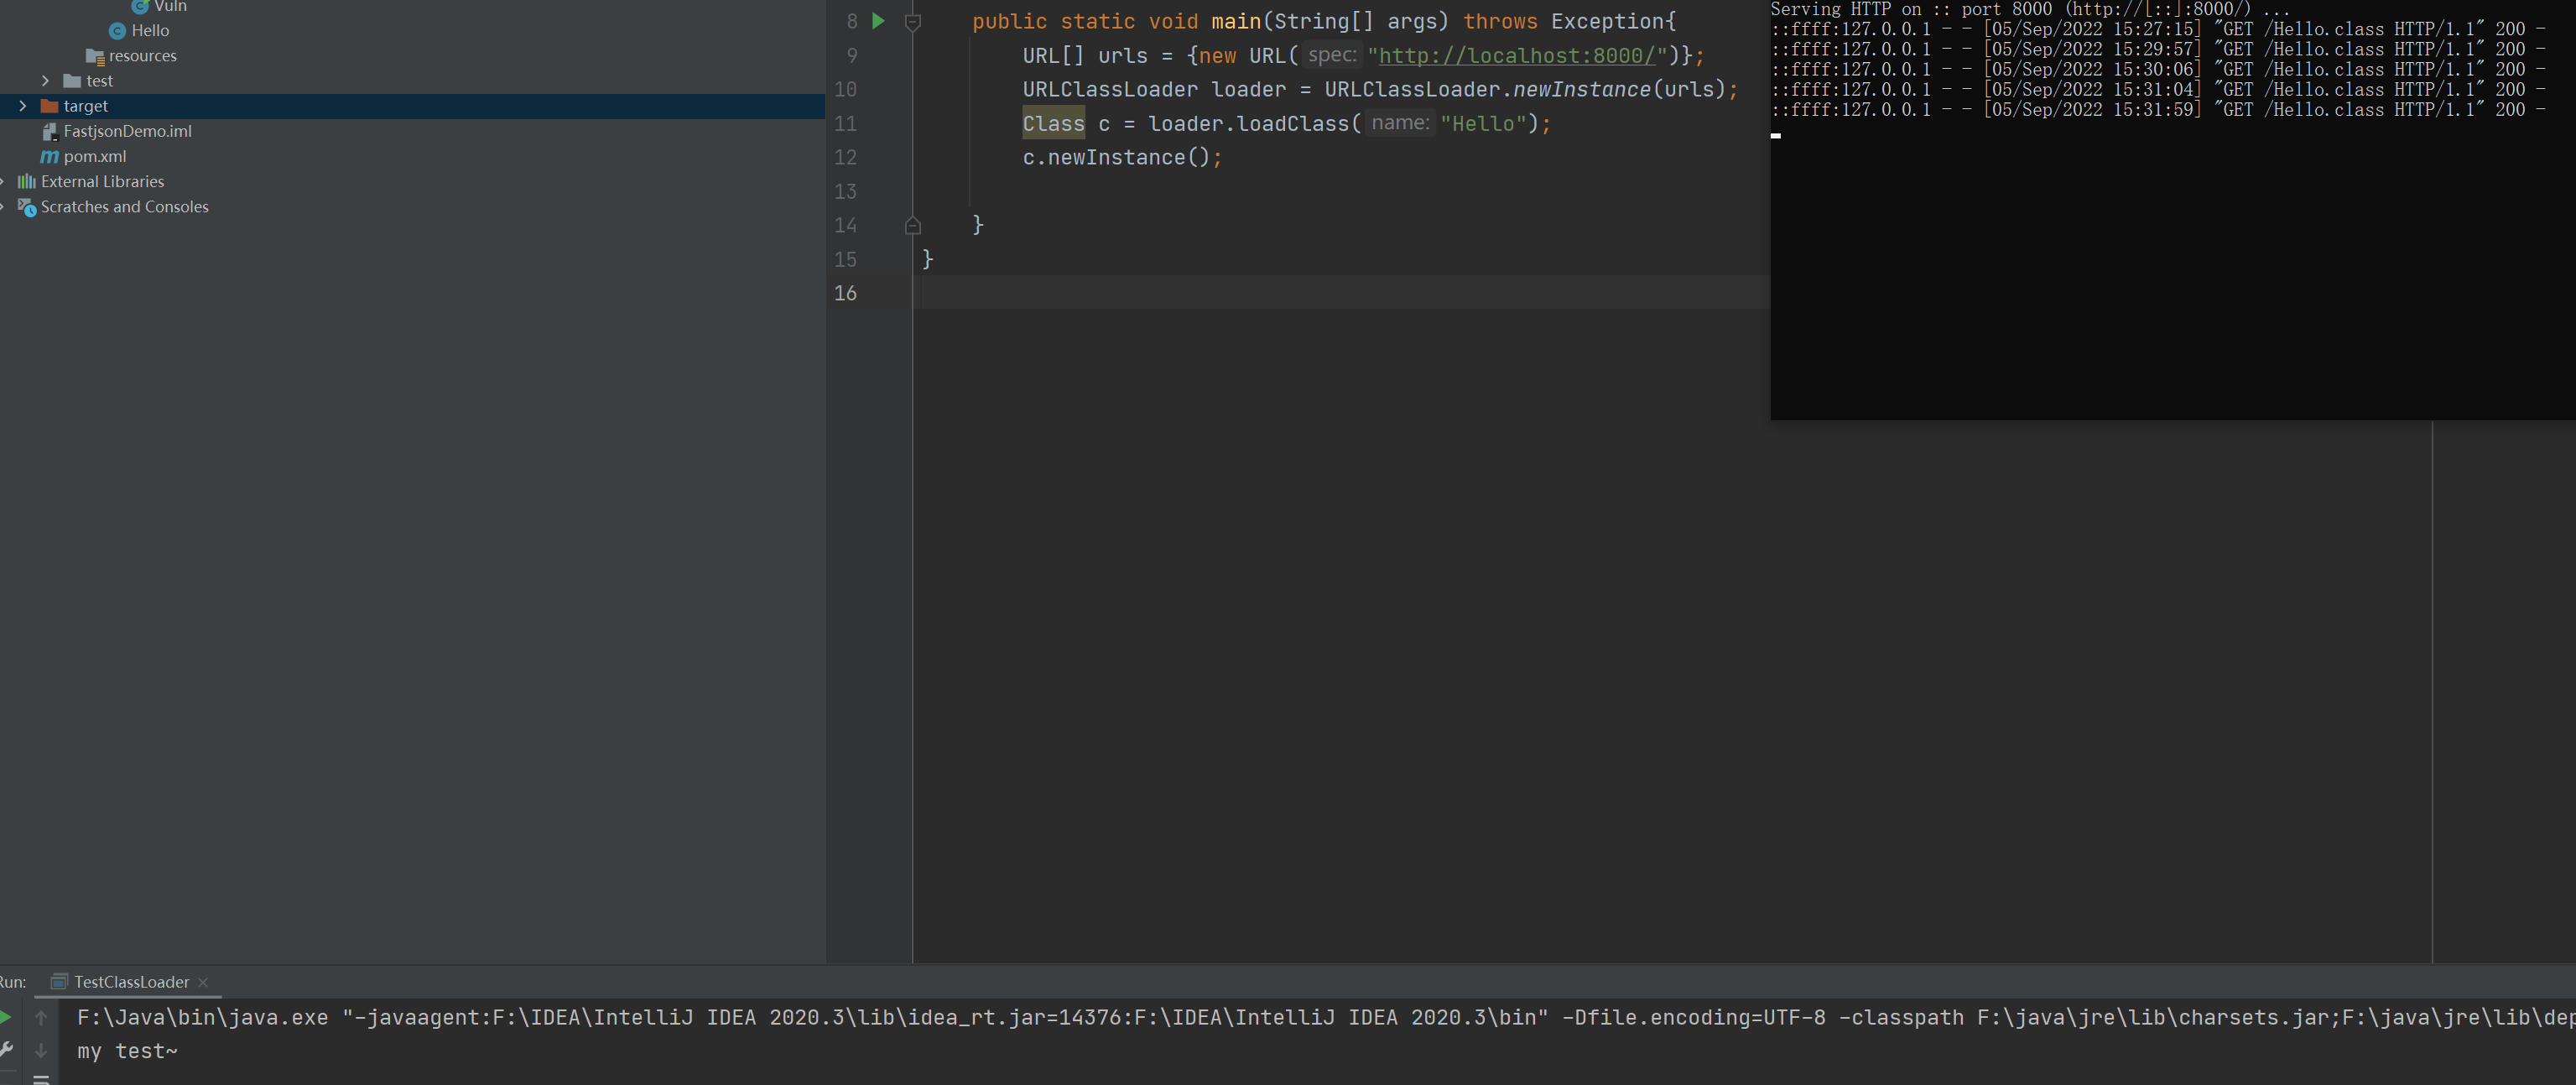 Vuln
Hello
resources
test
target
FastjsonDemo.iml
pom.xml
External Libraries
Scratches and Consoles
8 public static void main(String[] args) throws Exception{
9 URL[] urls = {new URL( spec: "http://localhost:8000/")};
10 URLClassLoader loader = URLClassLoader.newInstance(urls);
11 Class c = loader.loadClass( name: "Hello");
12 c.newInstance();
13
14 }
15 }
16
Serving HTTP on :: port 8000 (http://[::]:8000/) ...
::ffff:127.0.0.1 - - [05/Sep/2022 15:27:15] "GET /Hello.class HTTP/1.1" 200 -
::ffff:127.0.0.1 - - [05/Sep/2022 15:29:57] "GET /Hello.class HTTP/1.1" 200 -
::ffff:127.0.0.1 - - [05/Sep/2022 15:30:06] "GET /Hello.class HTTP/1.1" 200 -
::ffff:127.0.0.1 - - [05/Sep/2022 15:31:04] "GET /Hello.class HTTP/1.1" 200 -
::ffff:127.0.0.1 - - [05/Sep/2022 15:31:59] "GET /Hello.class HTTP/1.1" 200 -
Run: TestClassLoader
F:\Java\bin\java.exe "-javaagent:F:\IDEA\IntelliJ IDEA 2020.3\lib\idea_rt.jar=14376:F:\IDEA\IntelliJ IDEA 2020.3\bin" -Dfile.encoding=UTF-8 -classpath F:\java\jre\lib\charsets.jar;F:\java\jre\lib\dep
my test~